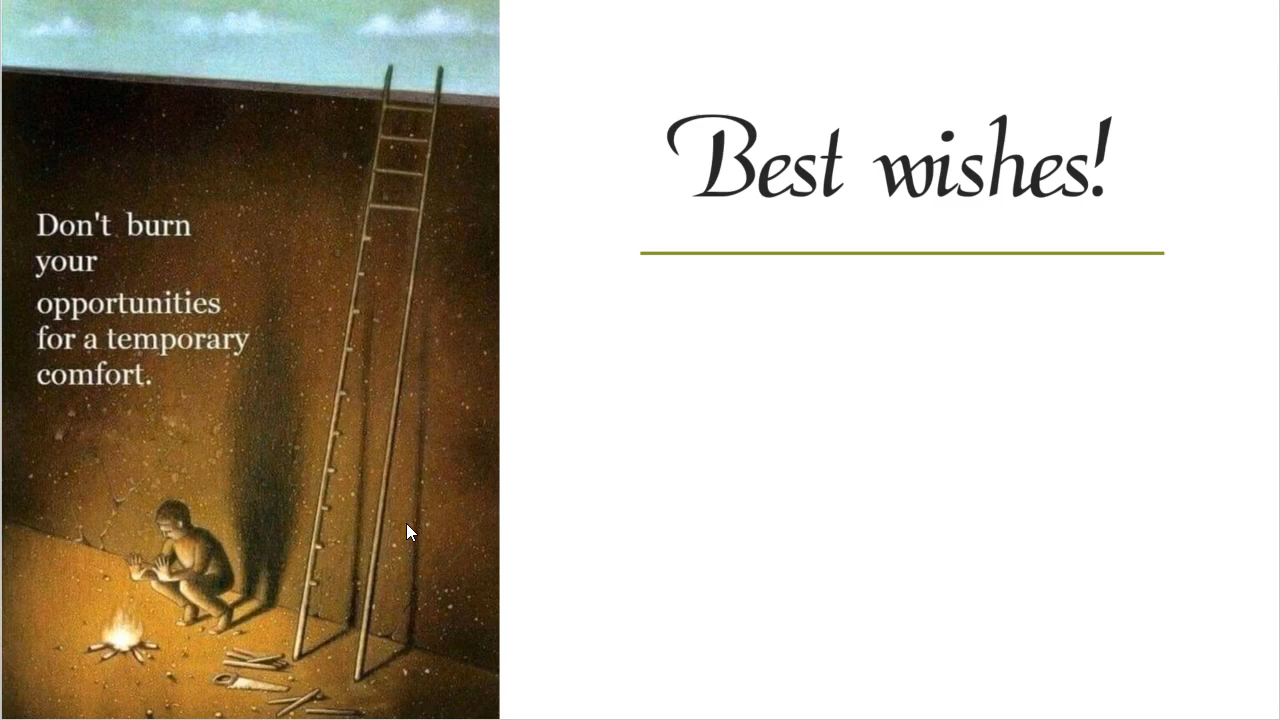 Don't burn
your
opportunities
for a temporary
comfort.
Best wishes!